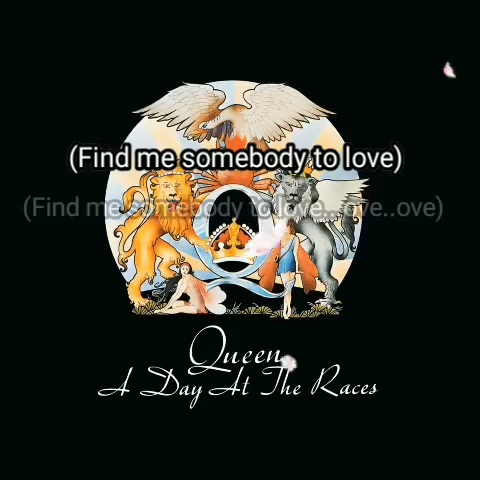 (Find me somebody to love)
(Find me somebody to love...ove..ove)
Queen
A Day At The Races